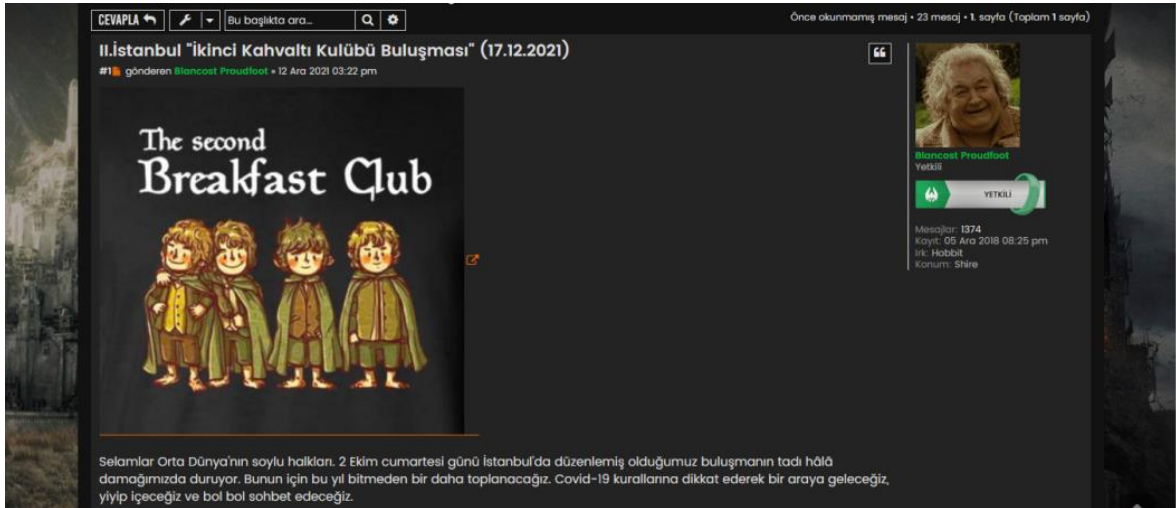 CEVAPLA
Bu başlıkta ara...
Önce okunmamış mesaj • 23 mesaj • 1. sayfa (Toplam 1 sayfa)
II.İstanbul "İkinci Kahvaltı Kulübü Buluşması" (17.12.2021)
#1 gönderen Blancost Proudfoot » 12 Ara 2021 03:22 pm
The second
Breakfast Club
Blancost Proudfoot
Yetkili
YETKILI
Mesajlar: 1374
Kayıt: 05 Ara 2018 08:25 pm
Irk: Hobbit
Konum: Shire
Selamlar Orta Dünya'nın soylu halkları. 2 Ekim cumartesi günü İstanbul'da düzenlemiş olduğumuz buluşmanın tadı hâlâ
damağımızda duruyor. Bunun için bu yıl bitmeden bir daha toplanacağız. Covid-19 kurallarına dikkat ederek bir araya geleceğiz,
yiyip içeceğiz ve bol bol sohbet edeceğiz.